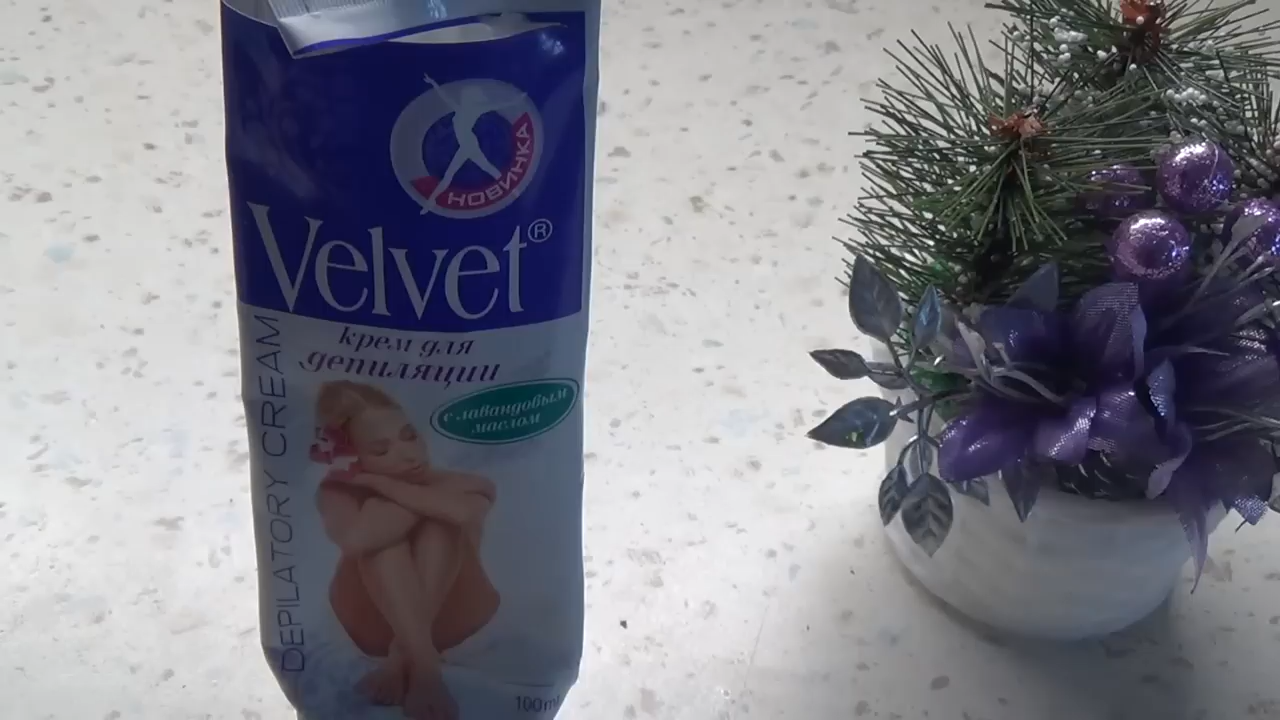 НОВИНКА
Velvet®
крем для
депиляции
с лавандовым
маслом
DEPILATORY CREAM
100ml